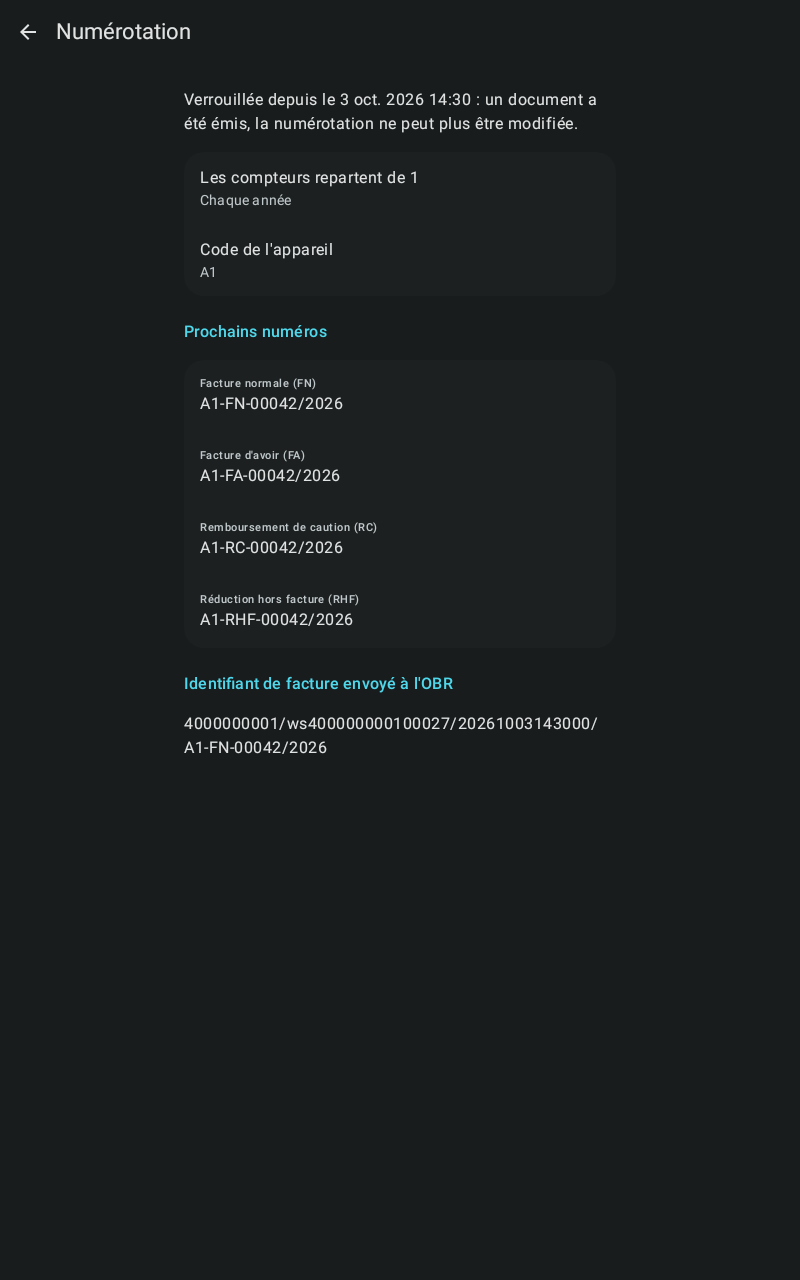 Numérotation
Verrouillée depuis le 3 oct. 2026 14:30 : un document a
été émis, la numérotation ne peut plus être modifiée.
Les compteurs repartent de 1
Chaque année
Code de l'appareil
A1
Prochains numéros
Facture normale (FN)
A1-FN-00042/2026
Facture d'avoir (FA)
A1-FA-00042/2026
Remboursement de caution (RC)
A1-RC-00042/2026
Réduction hors facture (RHF)
A1-RHF-00042/2026
Identifiant de facture envoyé à l'OBR
4000000001/ws400000000100027/20261003143000/
A1-FN-00042/2026